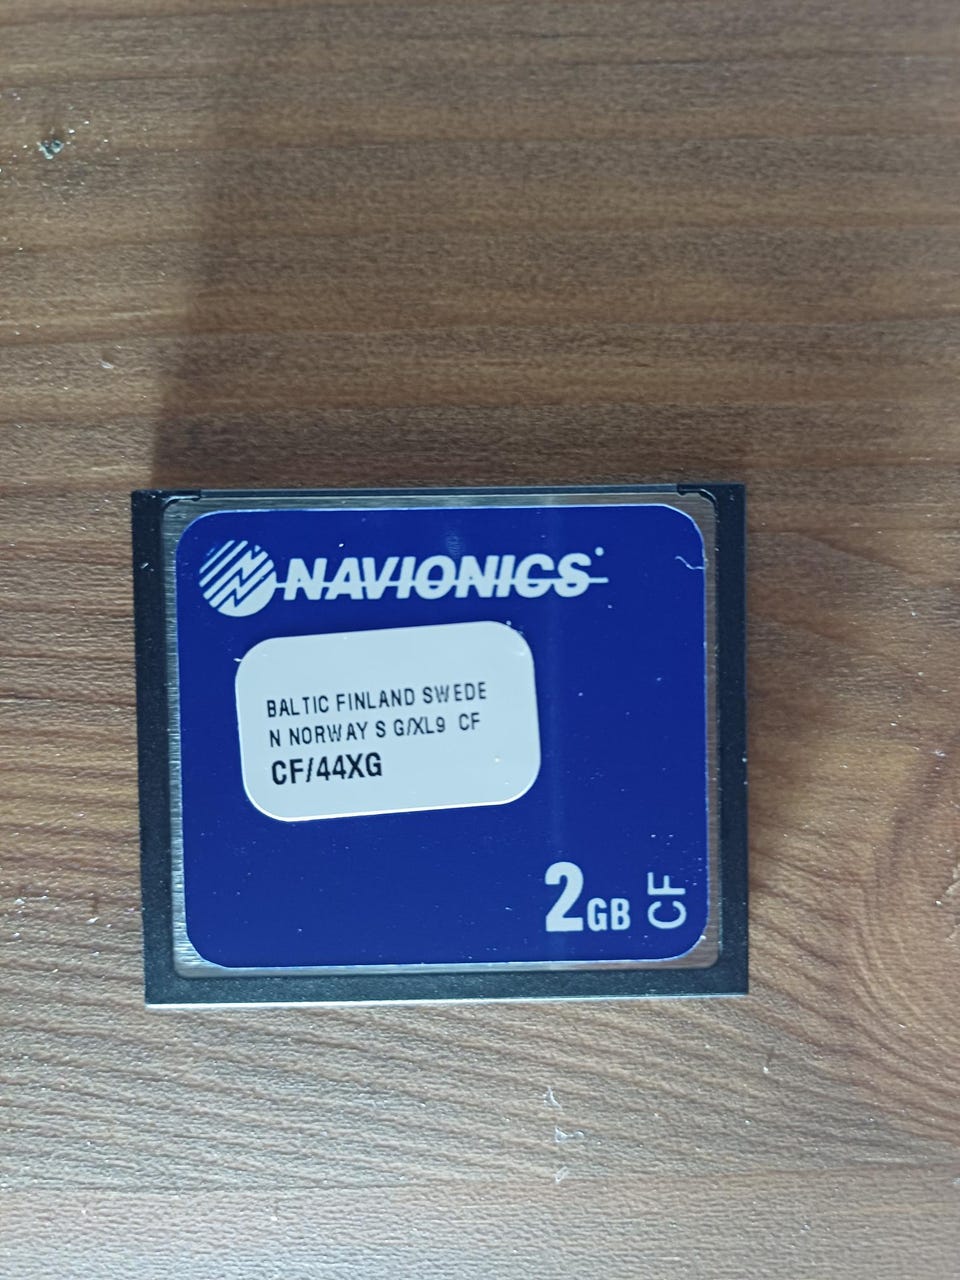 NAVIONICS
BALTIC FINLAND SWEDE
N NORWAY S G/XL9 CF
CF/44XG
2GB CF